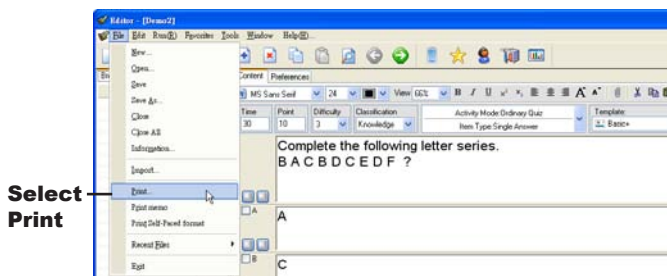 Editor - [Demo2]
File Edit Run(R) Favorites Tools Window Help(H)
New...
Open...
Save
Save As...
Close
Close All
Information...
Import...
Print...
Print memo
Print Self-Paced format
Recent Files
Exit
Content Preferences
MS Sans Serif 24 View 66% B I U
Time Point Difficulty Classification Activity Mode:Ordinary Quiz Template:
30 10 3 Knowledge Item Type:Single Answer Basic+
Complete the following letter series.
B A C B D C E D F ?
A
A
B
C
Select
Print